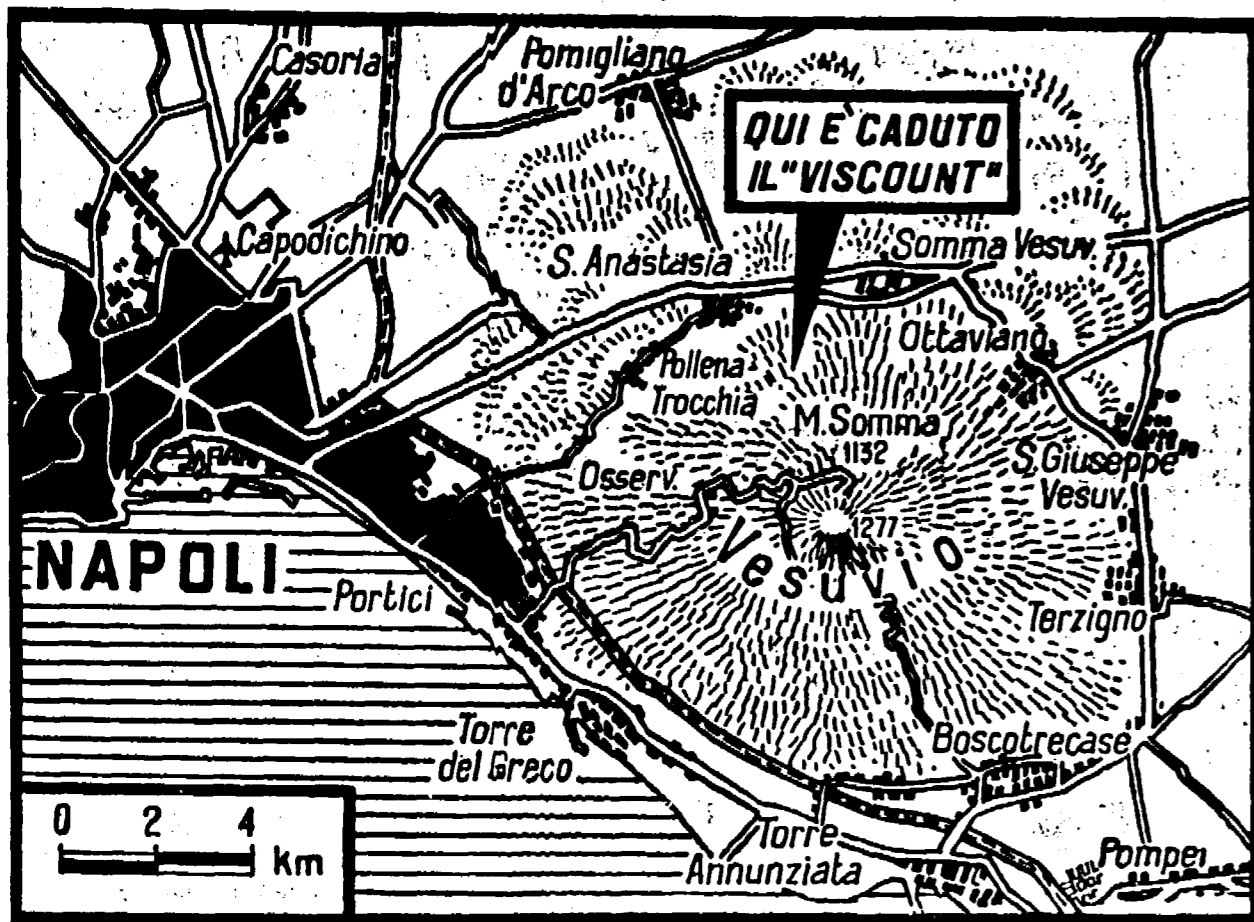 Casoria
Pomigliano
d'Arco
QUI E' CADUTO
IL "VISCOUNT"
Capodichino
S. Anastasia
Somma Vesuv.
Ottaviano
Pollena
Trocchia
M. Somma
1132
Osserv.
S. Giuseppe
Vesuv.
1277
Vesuvio
NAPOLI
Portici
Terzigno
Torre
del Greco
Boscotrecase
0 2 4
km
Torre
Annunziata
Pompei